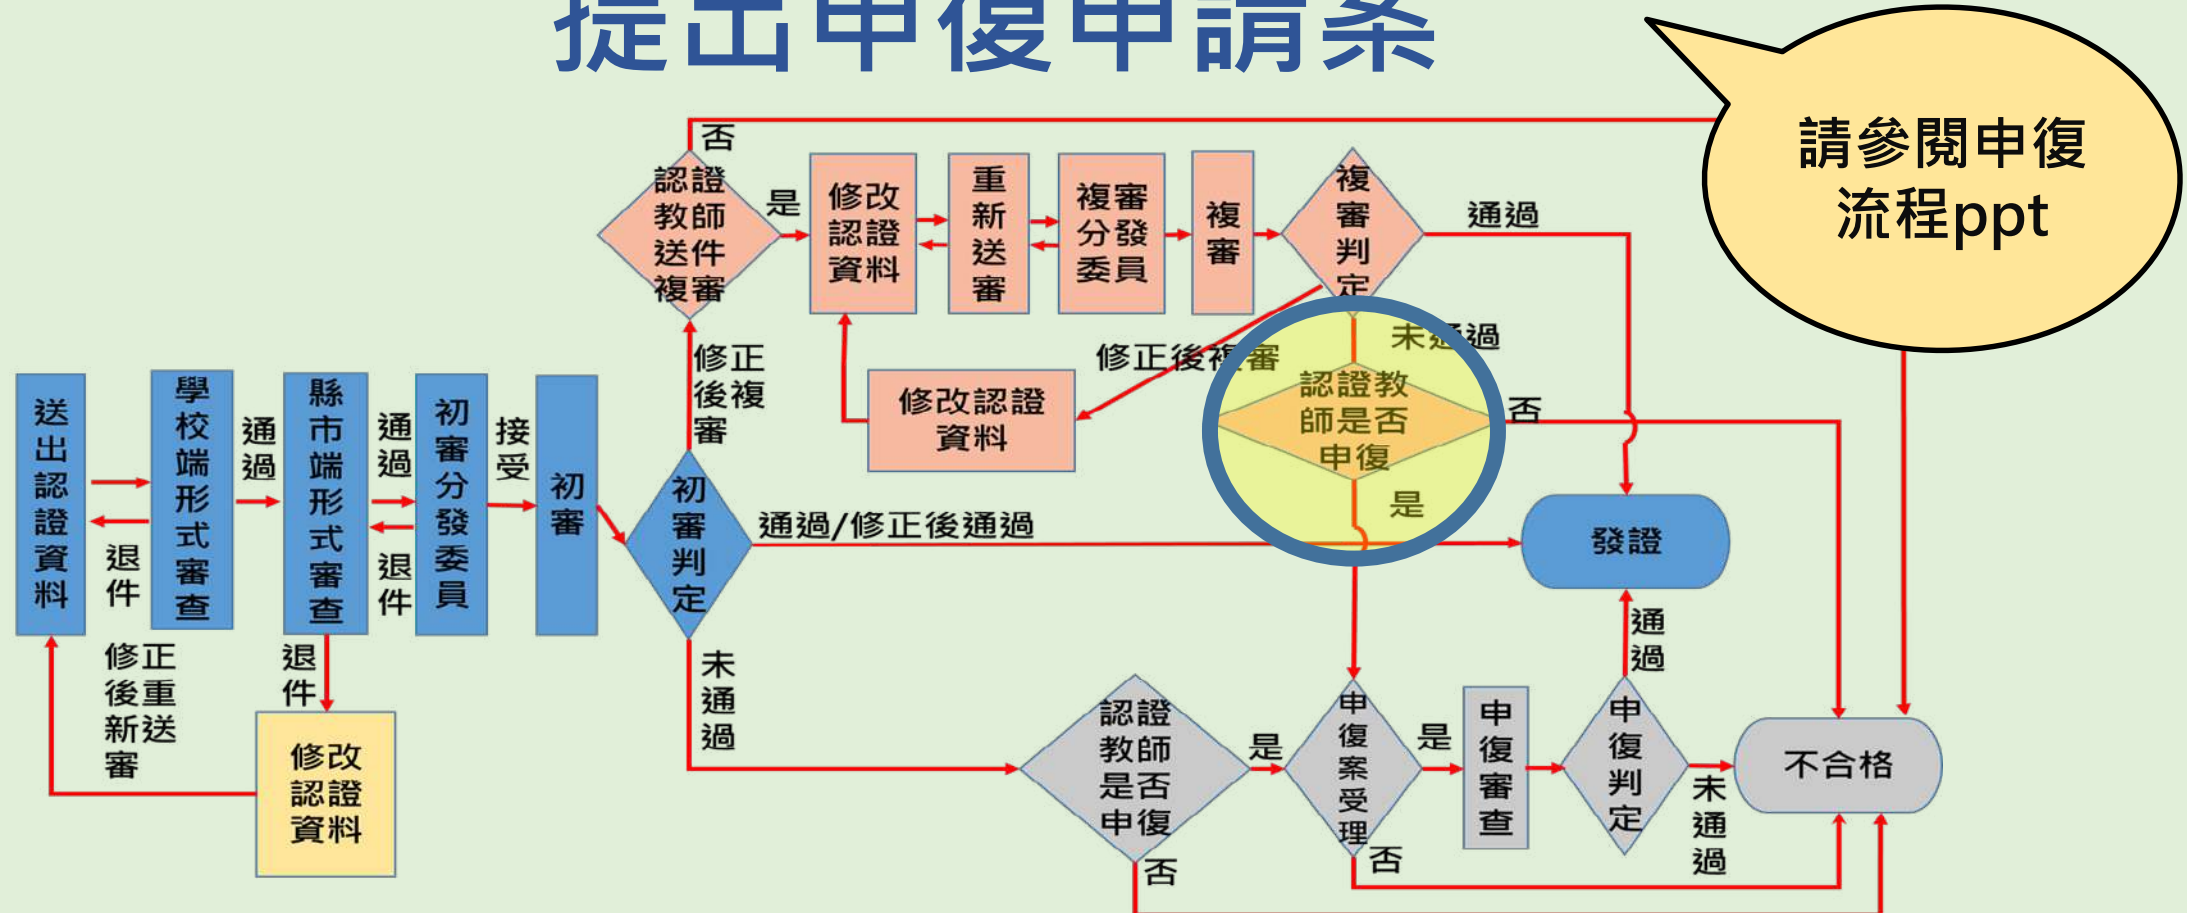 提出申復申請案
請參閱申復
流程ppt
否
認證
教師
送件
複審
是
修改
認證
資料
重
新
送
審
複審
分發
委員
複
審
複
審
判
定
通過
未通過
修正後複審
修改認證
資料
修正
後複
審
認證教
師是否
申復
否
是
送
出
認
證
資
料
退
件
學
校
端
形
式
審
查
通
過
縣
市
端
形
式
審
查
通
過
退
件
初
審
分
發
委
員
接
受
初
審
初
審
判
定
通過/修正後通過
發證
修正
後重
新送
審
退
件
修改
認證
資料
未
通
過
認證
教師
是否
申復
是
否
申
復
案
受
理
是
否
申
復
審
查
申
復
判
定
通
過
未
通
過
不合格